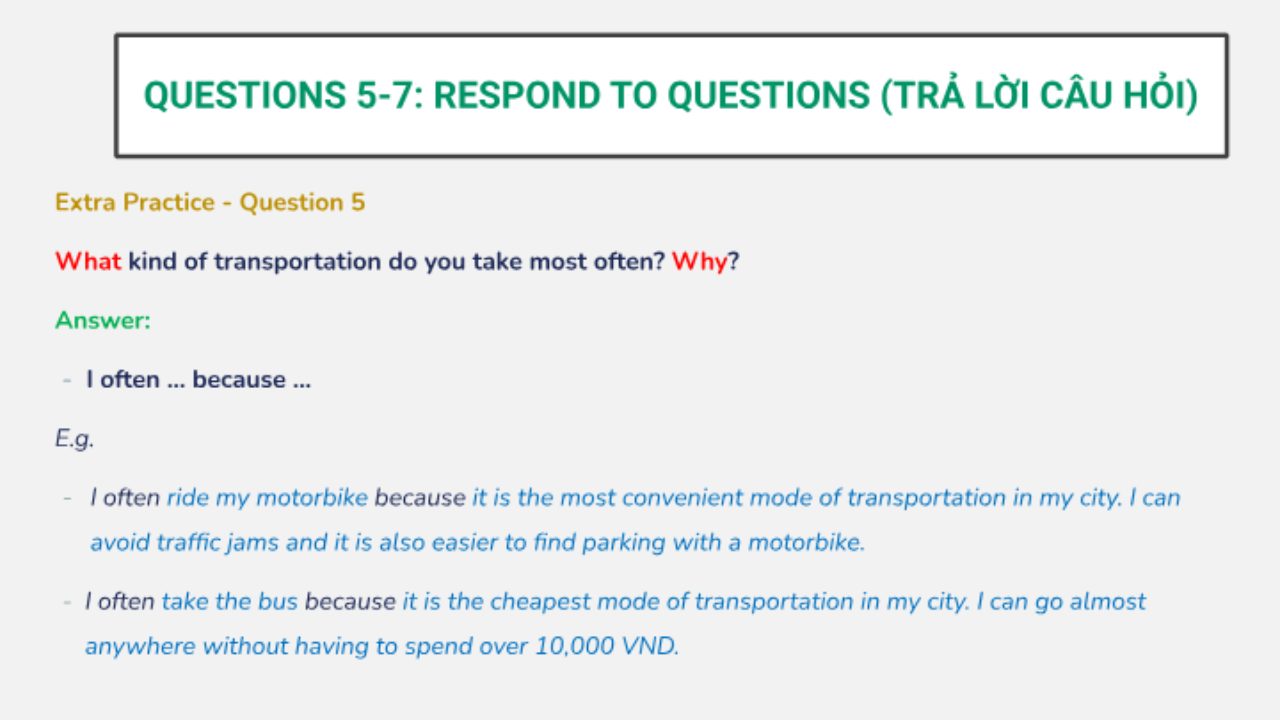 QUESTIONS 5-7: RESPOND TO QUESTIONS (TRẢ LỜI CÂU HỎI)
Extra Practice - Question 5
What kind of transportation do you take most often? Why?
Answer:
- I often ... because ...
E.g.
- I often ride my motorbike because it is the most convenient mode of transportation in my city. I can
avoid traffic jams and it is also easier to find parking with a motorbike.
- I often take the bus because it is the cheapest mode of transportation in my city. I can go almost
anywhere without having to spend over 10,000 VND.